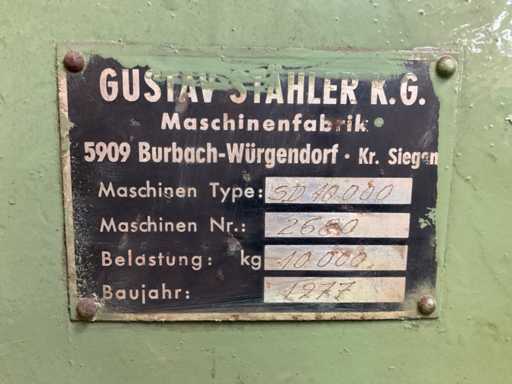 GUSTAV STÄHLER K.G.
Maschinenfabrik
5909 Burbach-Würgendorf · Kr. Siegen
Maschinen Type: SD 10.000
Maschinen Nr.: 2680
Belastung: kg 10.000
Baujahr: 1977